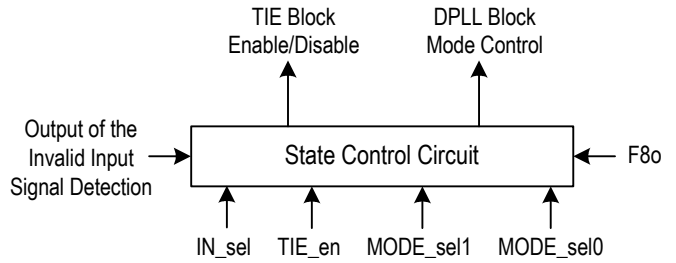 TIE Block
Enable/Disable
DPLL Block
Mode Control
Output of the
Invalid Input
Signal Detection
State Control Circuit
F8o
IN_sel
TIE_en
MODE_sel1
MODE_sel0